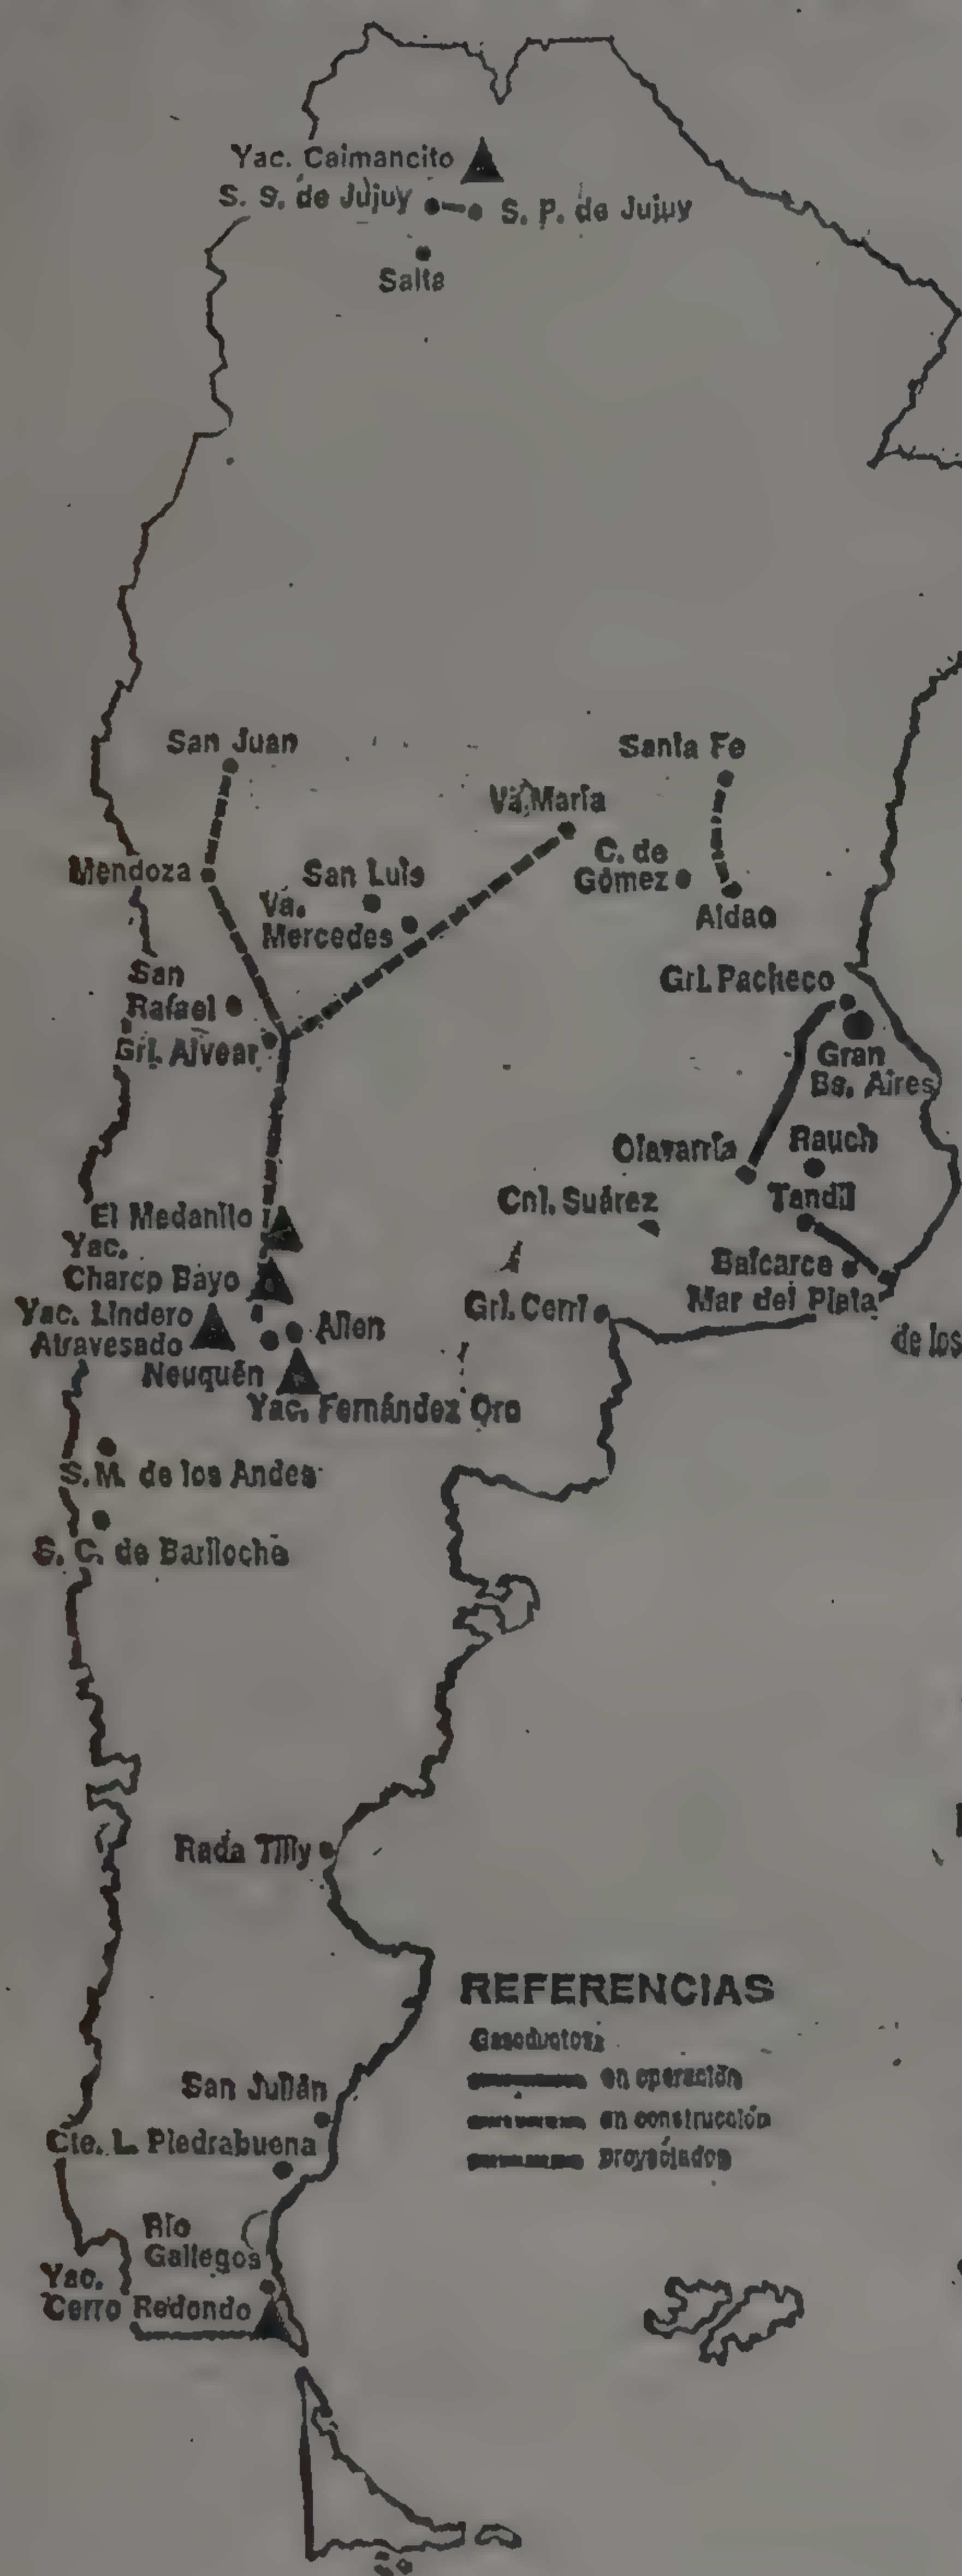 Yac. Caimancito
S. S. de Jujuy
S. P. de Jujuy
Salta
San Juan
Santa Fe
Va. María
Mendoza
San Luis
C. de
Gómez
Va.
Mercedes
Aldao
San
Rafael
Grl. Pacheco
Grl. Alvear
Gran
Bs. Aires
Olavarría
Rauch
Cnl. Suárez
Tandil
El Medanito
Yac.
Charco Bayo
Balcarce
Mar del Plata
Yac. Lindero
Atravesado
Grl. Cerri
Allen
de los
Neuquén
Yac. Fernández Oro
S.M. de los Andes
S. C. de Bariloche
Rada Tilly
REFERENCIAS
Gasoductos:
en operación
en construcción
proyectados
San Julián
Cte. L. Piedrabuena
Río
Gallegos
Yac.
Cerro Redondo